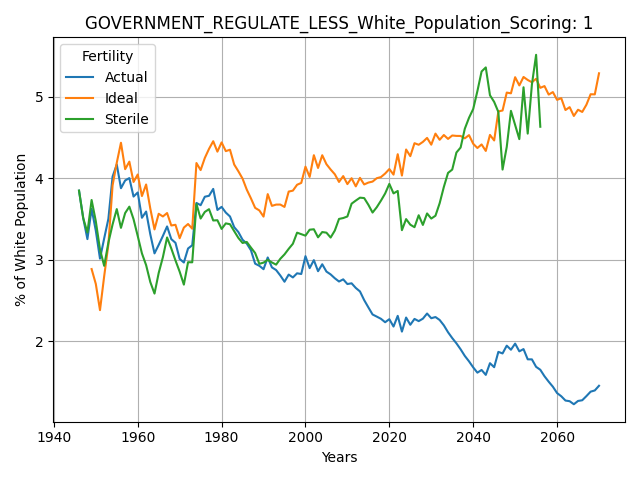 GOVERNMENT_REGULATE_LESS_White_Population_Scoring: 1
Fertility
Actual
Ideal
Sterile
% of White Population
5
4
3
2
1940
1960
1980
2000
2020
2040
2060
Years